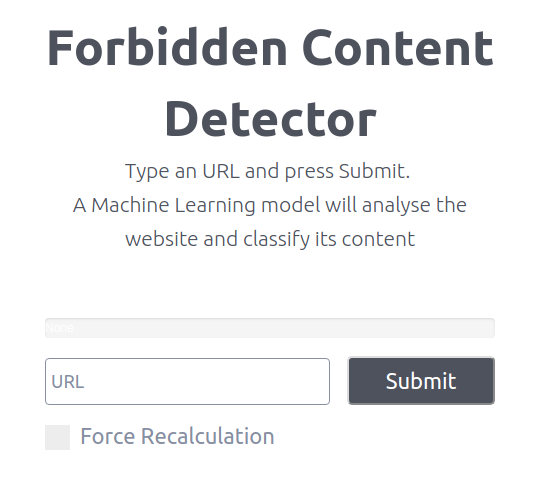 Forbidden Content
Detector
Type an URL and press Submit.
A Machine Learning model will analyse the
website and classify its content
None
URL
Submit
Force Recalculation